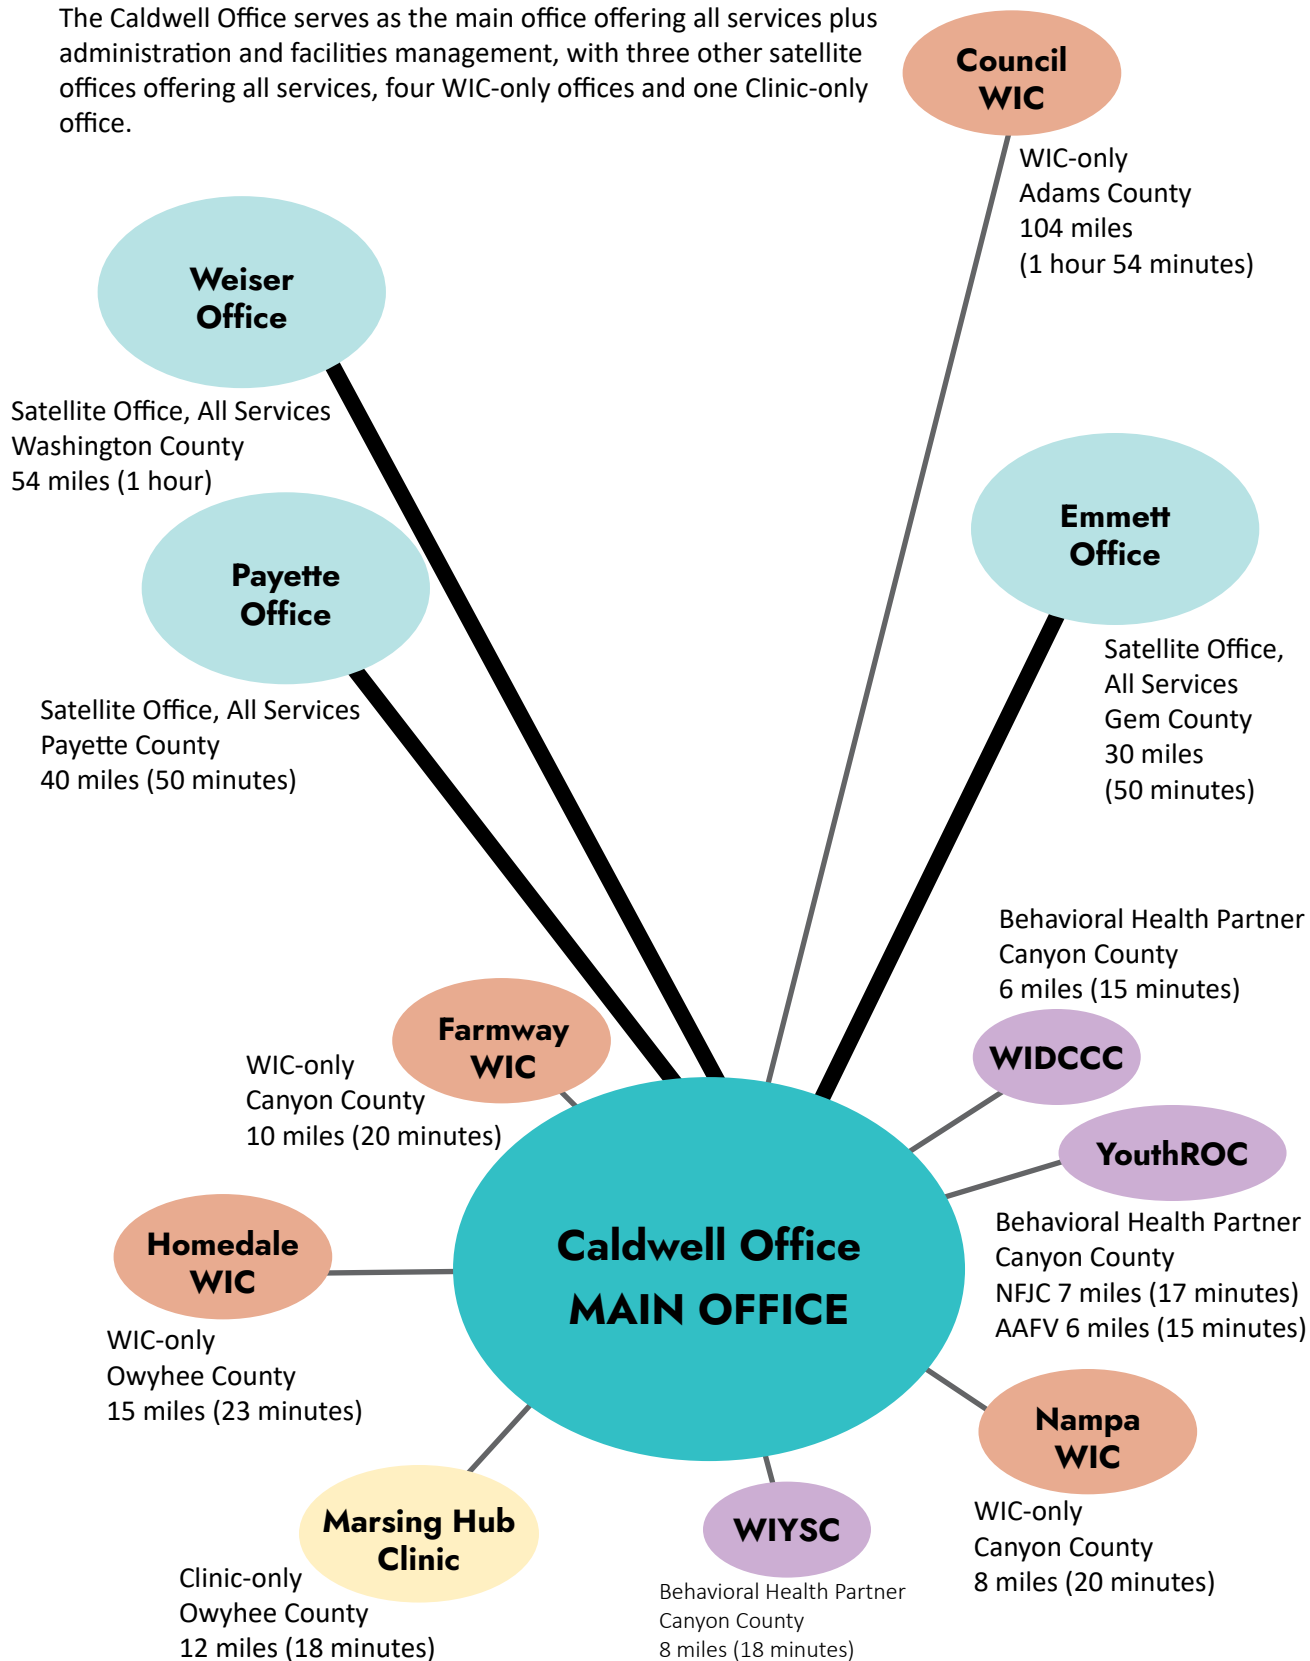 The Caldwell Office serves as the main office offering all services plus
administration and facilities management, with three other satellite
offices offering all services, four WIC-only offices and one Clinic-only
office.
Council
WIC
WIC-only
Adams County
104 miles
(1 hour 54 minutes)
Weiser
Office
Satellite Office, All Services
Washington County
54 miles (1 hour)
Payette
Office
Satellite Office, All Services
Payette County
40 miles (50 minutes)
Emmett
Office
Satellite Office,
All Services
Gem County
30 miles
(50 minutes)
Behavioral Health Partner
Canyon County
6 miles (15 minutes)
WIDCCC
Farmway
WIC
WIC-only
Canyon County
10 miles (20 minutes)
YouthROC
Behavioral Health Partner
Canyon County
NFJC 7 miles (17 minutes)
AAFV 6 miles (15 minutes)
Caldwell Office
MAIN OFFICE
Homedale
WIC
WIC-only
Owyhee County
15 miles (23 minutes)
Nampa
WIC
WIC-only
Canyon County
8 miles (20 minutes)
Marsing Hub
Clinic
Clinic-only
Owyhee County
12 miles (18 minutes)
WIYSC
Behavioral Health Partner
Canyon County
8 miles (18 minutes)